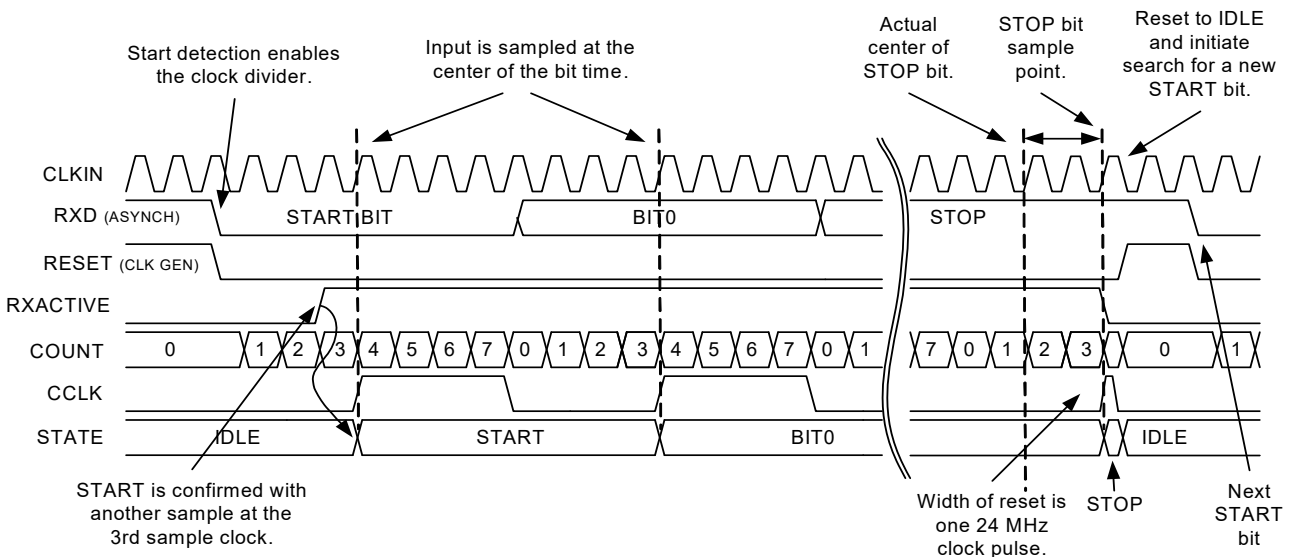 Start detection enables
the clock divider.
Input is sampled at the
center of the bit time.
Actual
center of
STOP bit.
STOP bit
sample
point.
Reset to IDLE
and initiate
search for a new
START bit.
CLKIN
RXD (ASYNCH) START BIT BIT0 STOP
RESET (CLK GEN)
RXACTIVE
COUNT 0 1 2 3 4 5 6 7 0 1 2 3 4 5 6 7 0 1 7 0 1 2 3 0 1
CCLK
STATE IDLE START BIT0 IDLE
START is confirmed with
another sample at the
3rd sample clock.
Width of reset is
one 24 MHz
clock pulse.
STOP
Next
START
bit